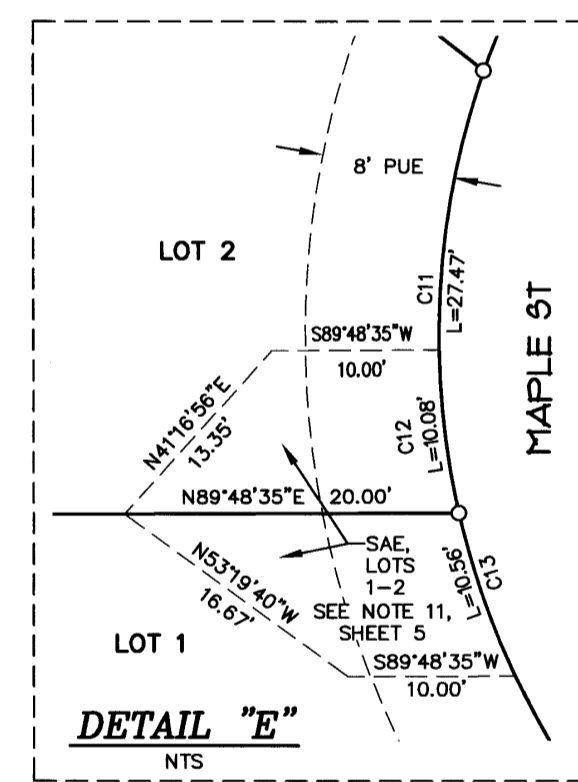 8' PUE
LOT 2
C11
L=27.47'
MAPLE ST
S89°48'35"W
10.00'
N41°16'56"E
13.35'
C12
L=10.08'
N89°48'35"E 20.00'
SAE,
LOTS
1-2
SEE NOTE 11,
SHEET 5
L=10.56'
C13
N53°19'40"W
16.67'
LOT 1
S89°48'35"W
10.00'
DETAIL "E"
NTS